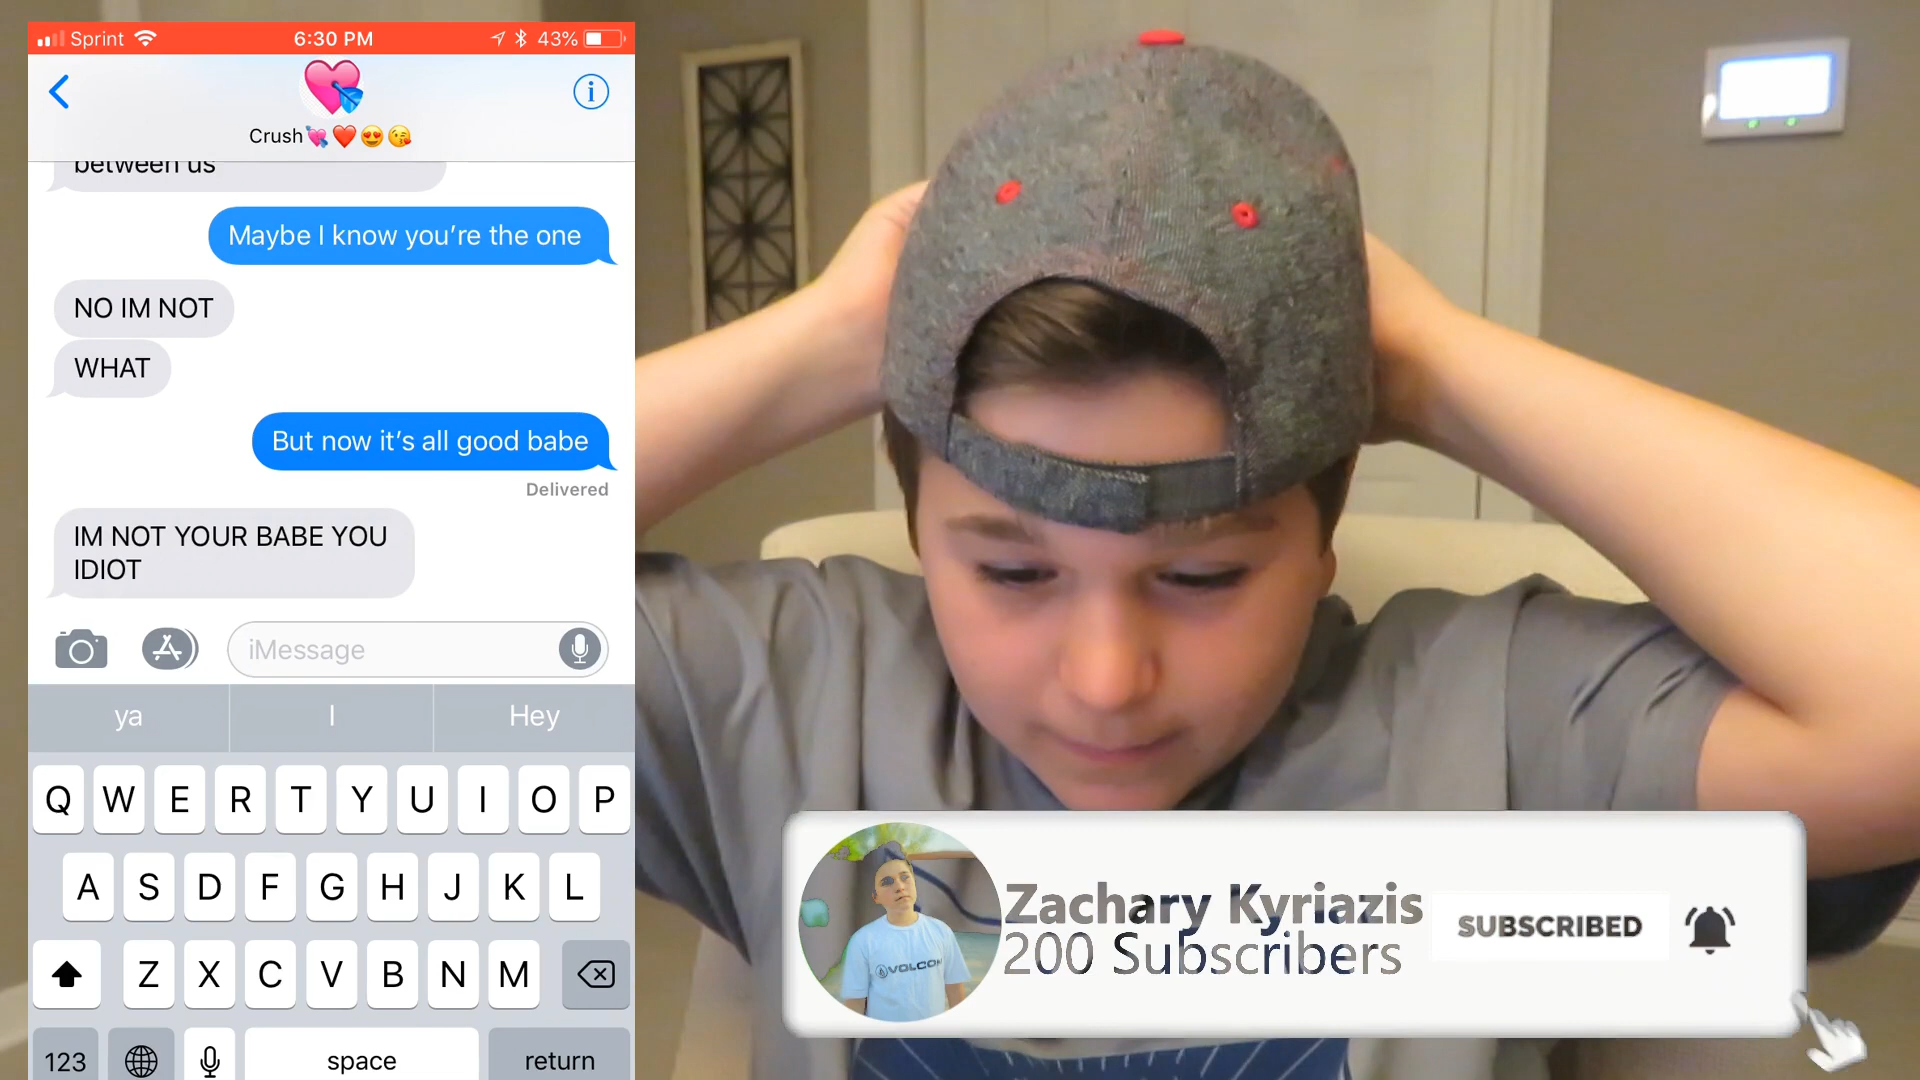 Sprint
6:30 PM
43%
Crush
between us
Maybe I know you're the one
NO IM NOT
WHAT
But now it's all good babe
Delivered
IM NOT YOUR BABE YOU
IDIOT
iMessage
ya
I
Hey
Q W E R T Y U I O P
A S D F G H J K L
Z X C V B N M
123
space
return
VOLCOM
Zachary Kyriazis
200 Subscribers
SUBSCRIBED